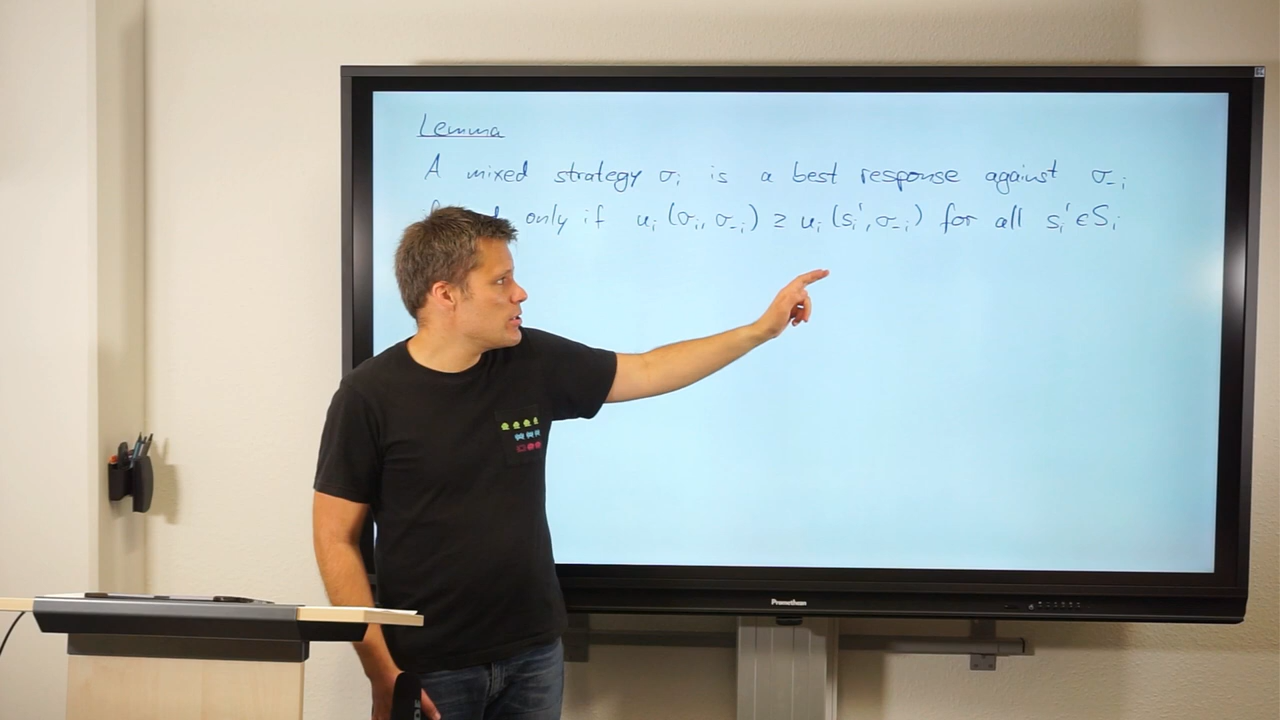 Lemma
A mixed strategy σᵢ is a best response against σ₋ᵢ
only if uᵢ(σᵢ, σ₋ᵢ) ≥ uᵢ(sᵢ', σ₋ᵢ) for all sᵢ' ∈ Sᵢ
Promethean